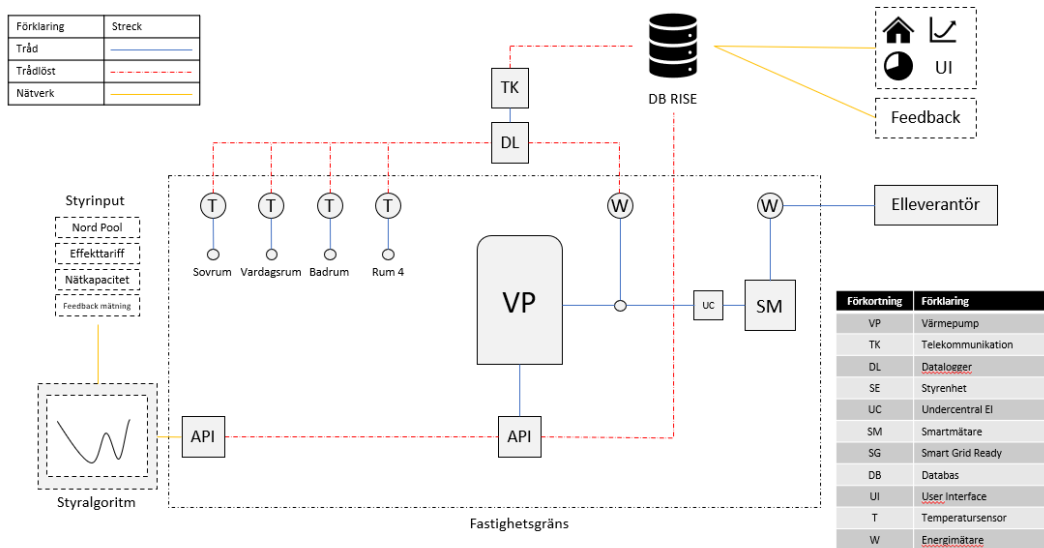 Förklaring Streck
Tråd
Trådlöst
Nätverk
TK
DB RISE
UI
Feedback
DL
Styrinput
Nord Pool
Effekttariff
Nätkapacitet
Feedback mätning
T T T T W W
Sovrum Vardagsrum Badrum Rum 4
Elleverantör
VP
UC
SM
API
API
Styralgoritm
Fastighetsgräns
Förkortning Förklaring
VP Värmepump
TK Telekommunikation
DL Datalogger
SE Styrenhet
UC Undercentral El
SM Smartmätare
SG Smart Grid Ready
DB Databas
UI User Interface
T Temperatursensor
W Energimätare